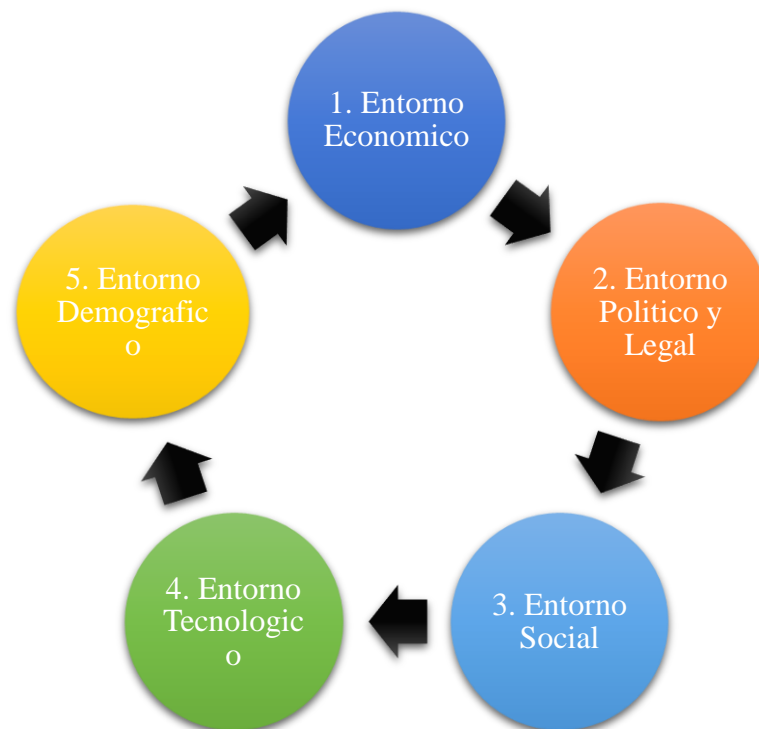 1. Entorno
Economico
2. Entorno
Politico y
Legal
3. Entorno
Social
4. Entorno
Tecnologic
o
5. Entorno
Demografic
o